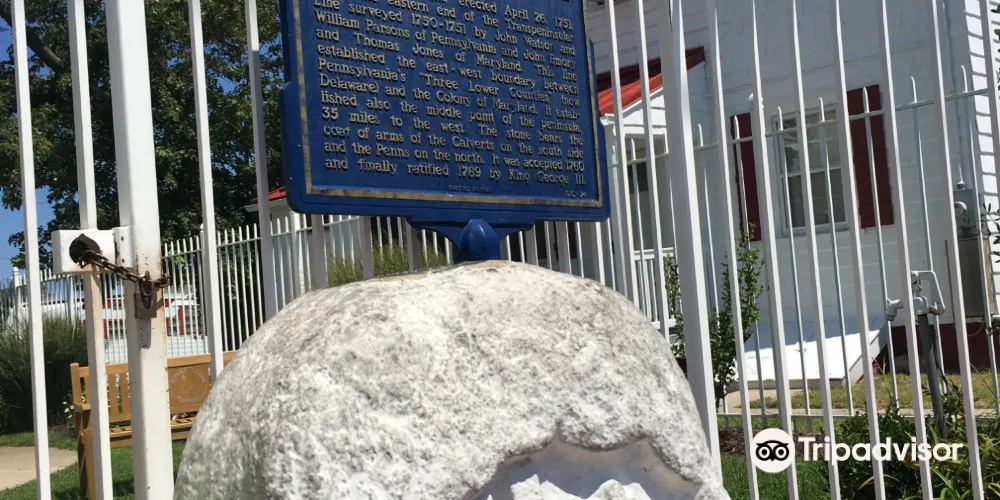 eastern end of the Transpeninsular
erected April 26, 1751.
Line surveyed 1750-1751 by John Watson and
William Parsons of Pennsylvania and John Emory
and Thomas Jones of Maryland. This line
established the east-west boundary between
Pennsylvania's "Three Lower Counties" (now
Delaware) and the Colony of Maryland. It estab-
lished also the middle point of the peninsula,
35 miles to the west. The stone bears the
coat of arms of the Calverts on the south side
and the Penns on the north. It was accepted 1760
and finally ratified 1769 by King George III.
Tripadvisor